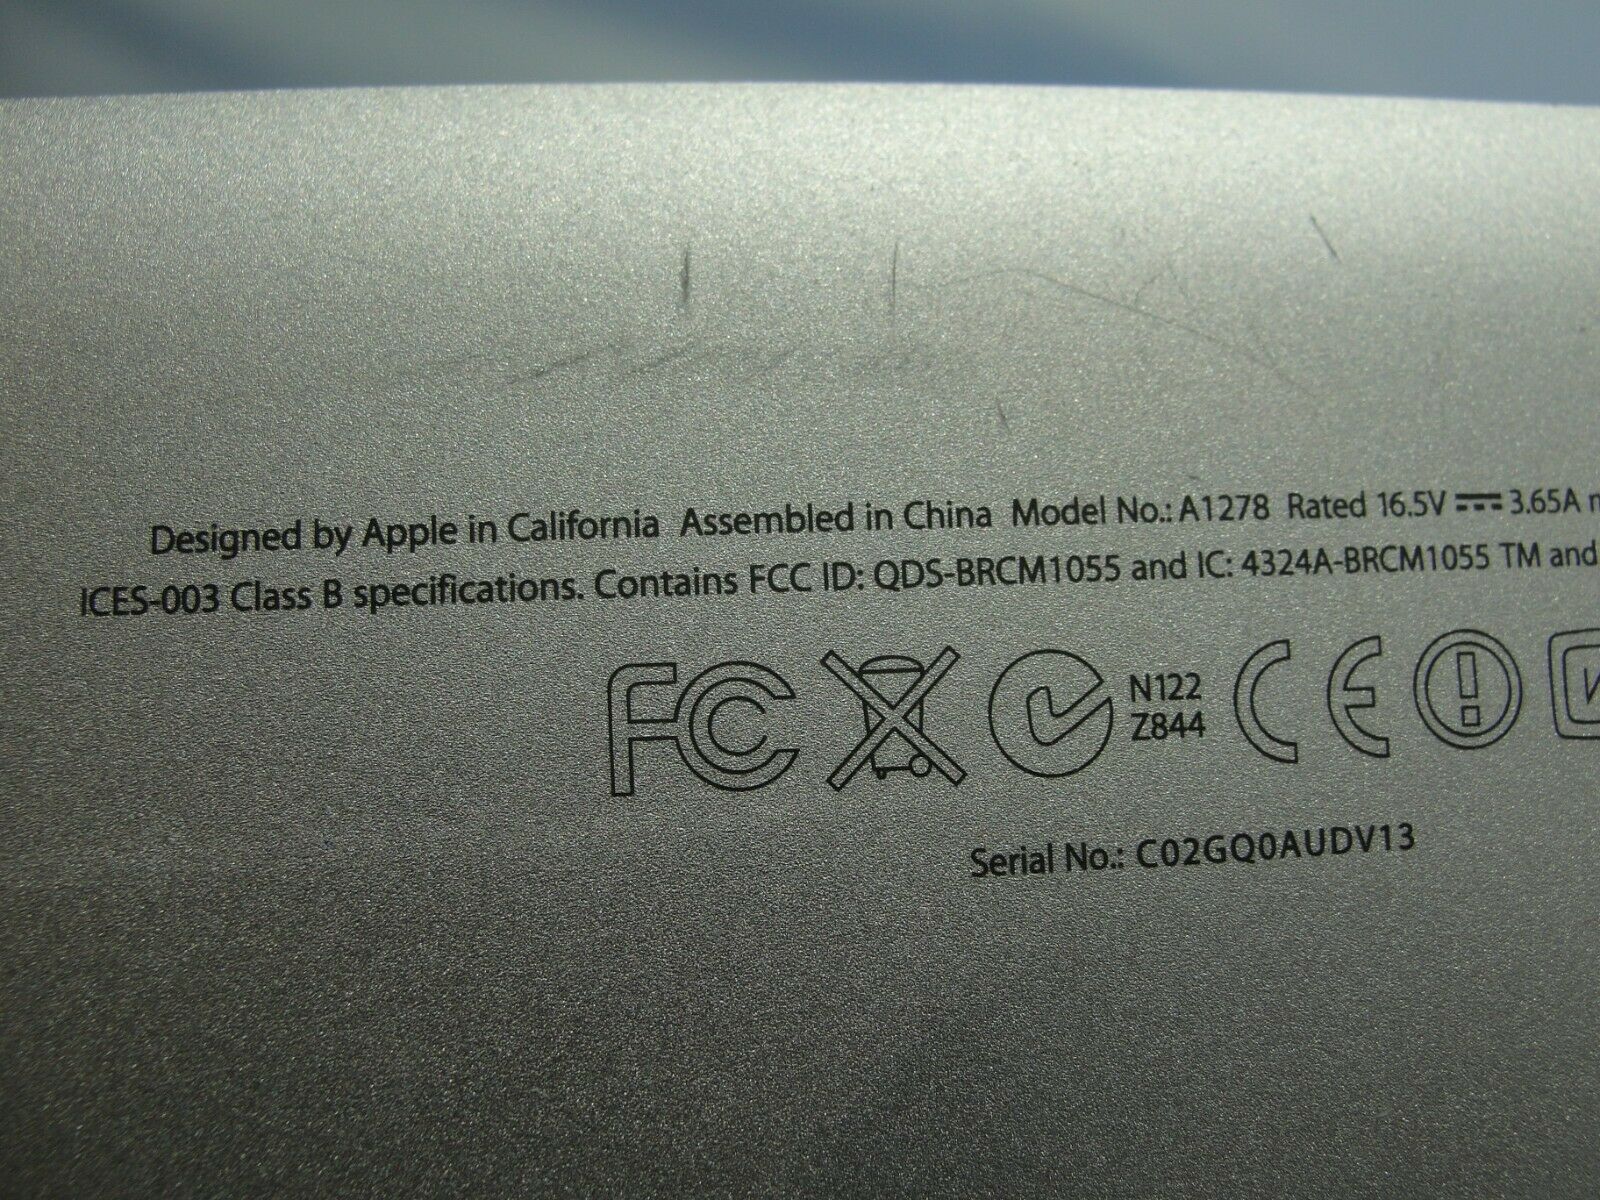 Designed by Apple in California Assembled in China Model No.: A1278 Rated 16.5V ⎓ 3.65A
ICES-003 Class B specifications. Contains FCC ID: QDS-BRCM1055 and IC: 4324A-BRCM1055 TM and
FC N122 CE
Z844
Serial No.: C02GQ0AUDV13